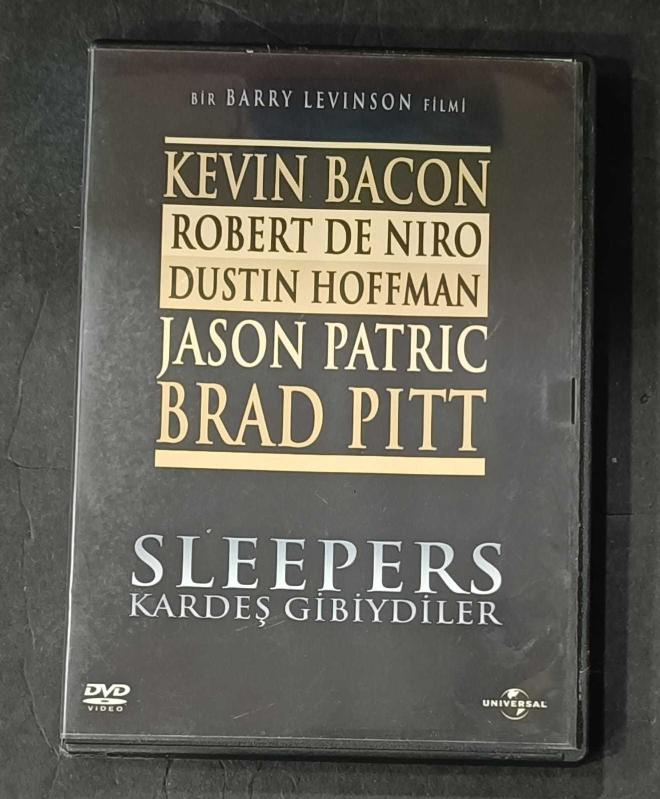 BİR BARRY LEVINSON FİLMİ
KEVIN BACON
ROBERT DE NIRO
DUSTIN HOFFMAN
JASON PATRIC
BRAD PITT
SLEEPERS
KARDEŞ GİBİYDİLER
DVD
VIDEO
UNIVERSAL